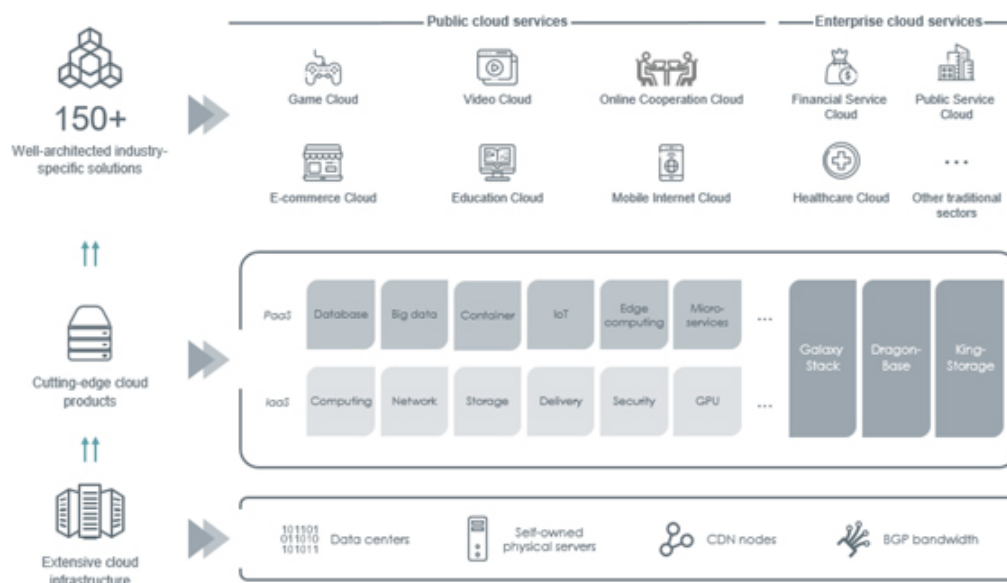 Public cloud services
Enterprise cloud services
150+
Well-architected industry-
specific solutions
Game Cloud
Video Cloud
Online Cooperation Cloud
Financial Service
Cloud
Public Service
Cloud
E-commerce Cloud
Education Cloud
Mobile Internet Cloud
Healthcare Cloud
...
Other traditional
sectors
Cutting-edge cloud
products
PaaS
Database
Big data
Container
IoT
Edge
computing
Micro-
services
...
IaaS
Computing
Network
Storage
Delivery
Security
GPU
...
Galaxy
Stack
Dragon-
Base
King-
Storage
Extensive cloud
infrastructure
101101
011010
101011
Data centers
Self-owned
physical servers
CDN nodes
BGP bandwidth